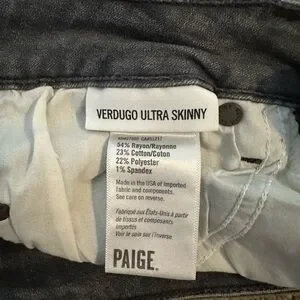 VERDUGO ULTRA SKINNY
54% Rayon/Rayonne
23% Cotton/Coton
22% Polyester
1% Spandex
Made in the USA of imported
fabric and components.
See care on reverse.
Fabriqué aux États-Unis à partir
de tissus et composants
importés
Voir le soin sur l'inverse.
PAIGE.